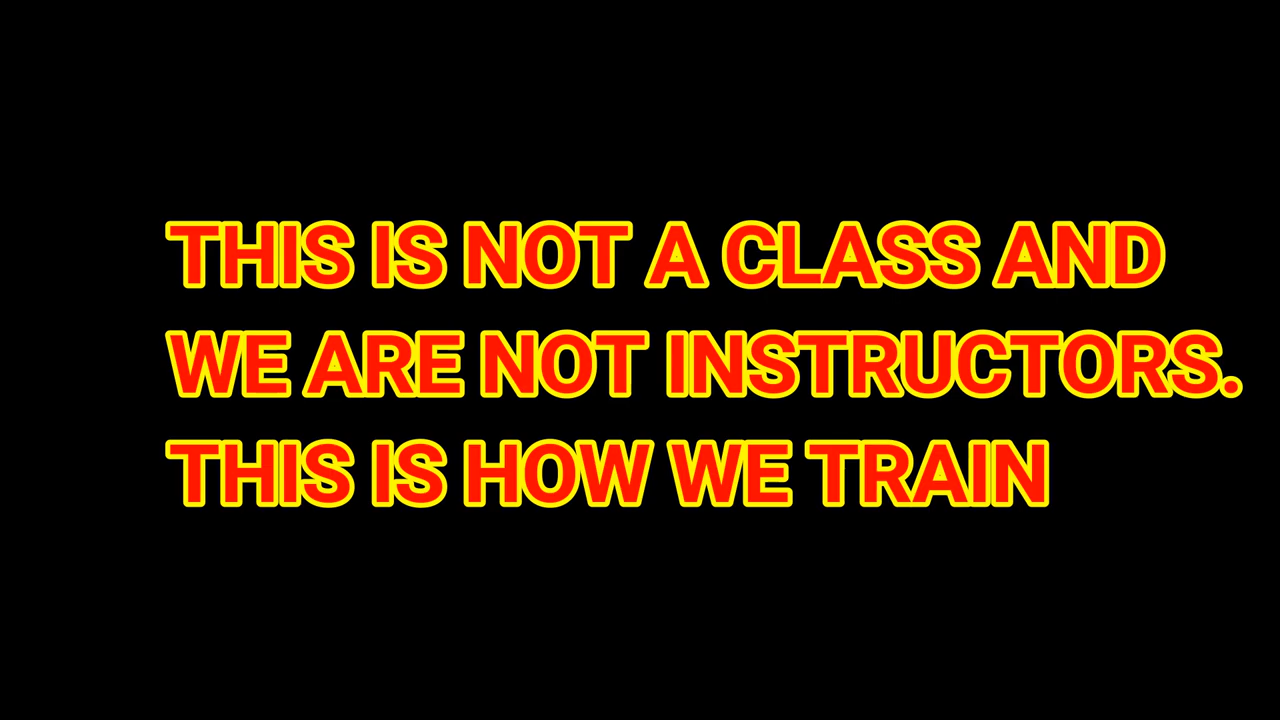 THIS IS NOT A CLASS AND
WE ARE NOT INSTRUCTORS.
THIS IS HOW WE TRAIN